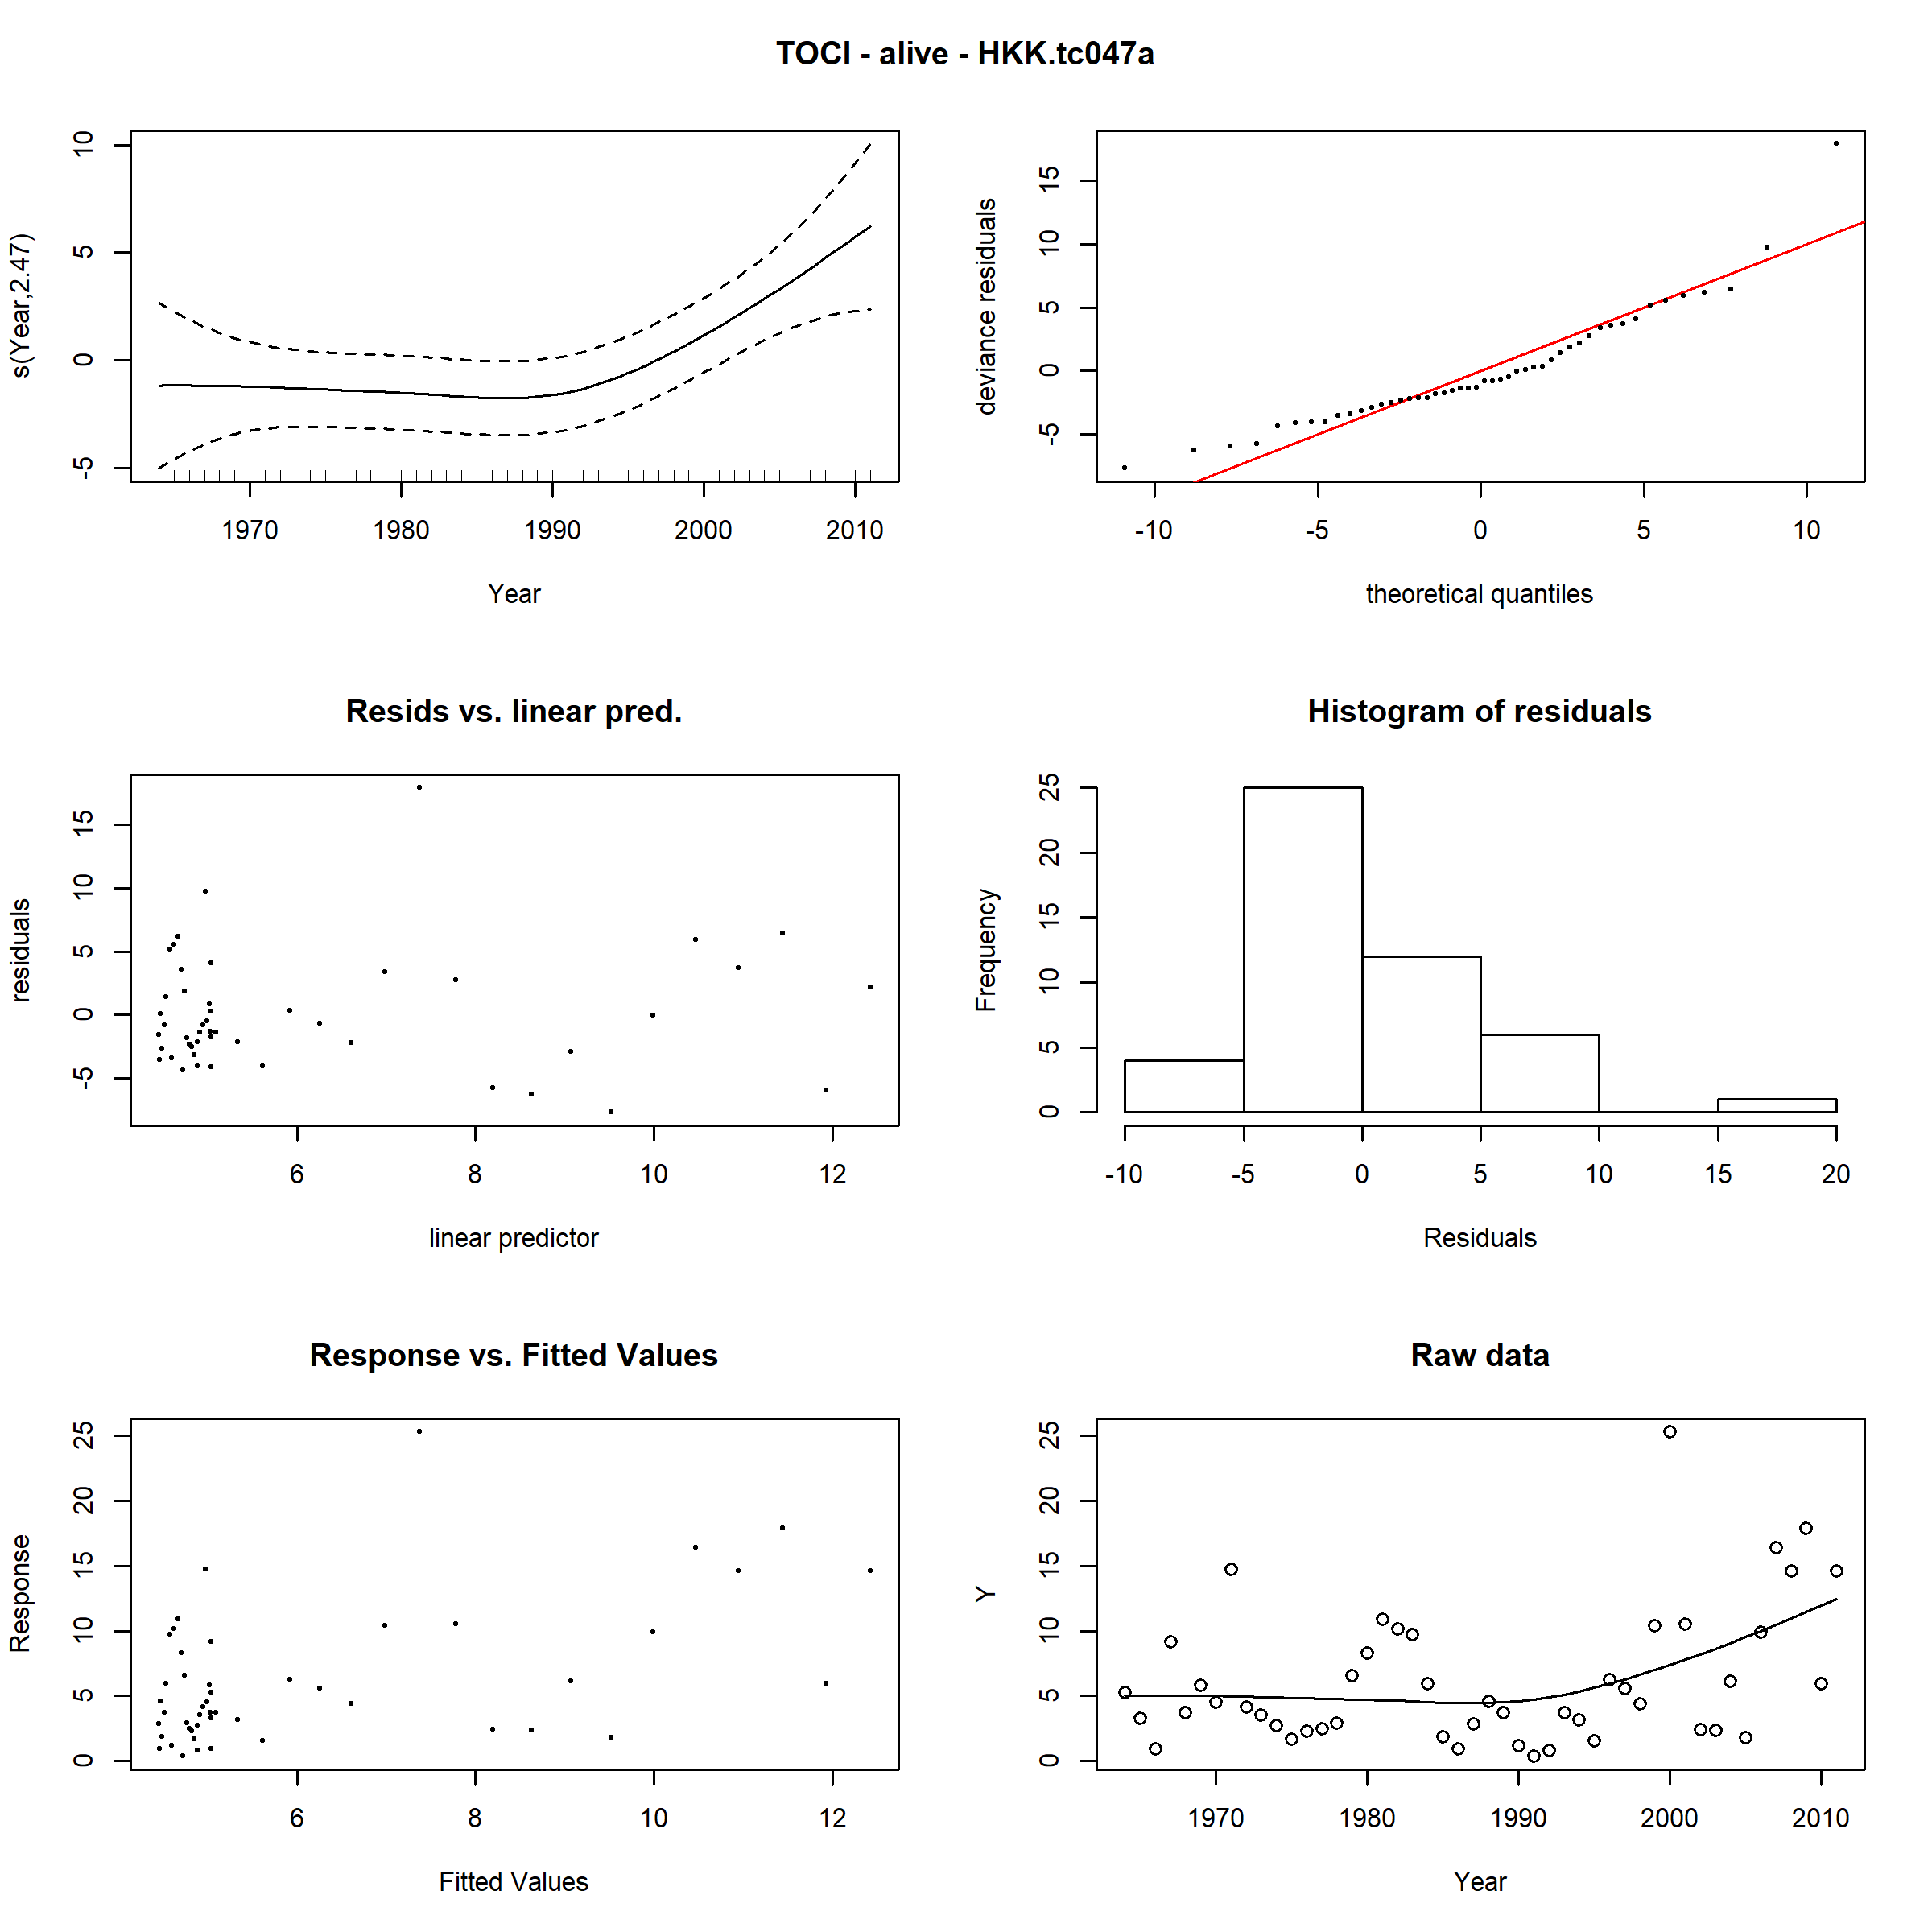 TOCI - alive - HKK.tc047a
s(Year,2.47)
-5 0 5 10
1970 1980 1990 2000 2010
Year
deviance residuals
-5 0 5 10 15
-10 -5 0 5 10
theoretical quantiles
Resids vs. linear pred.
residuals
-5 0 5 10 15
6 8 10 12
linear predictor
Histogram of residuals
Frequency
0 5 10 15 20 25
-10 -5 0 5 10 15 20
Residuals
Response vs. Fitted Values
Response
0 5 10 15 20 25
6 8 10 12
Fitted Values
Raw data
Y
0 5 10 15 20 25
1970 1980 1990 2000 2010
Year